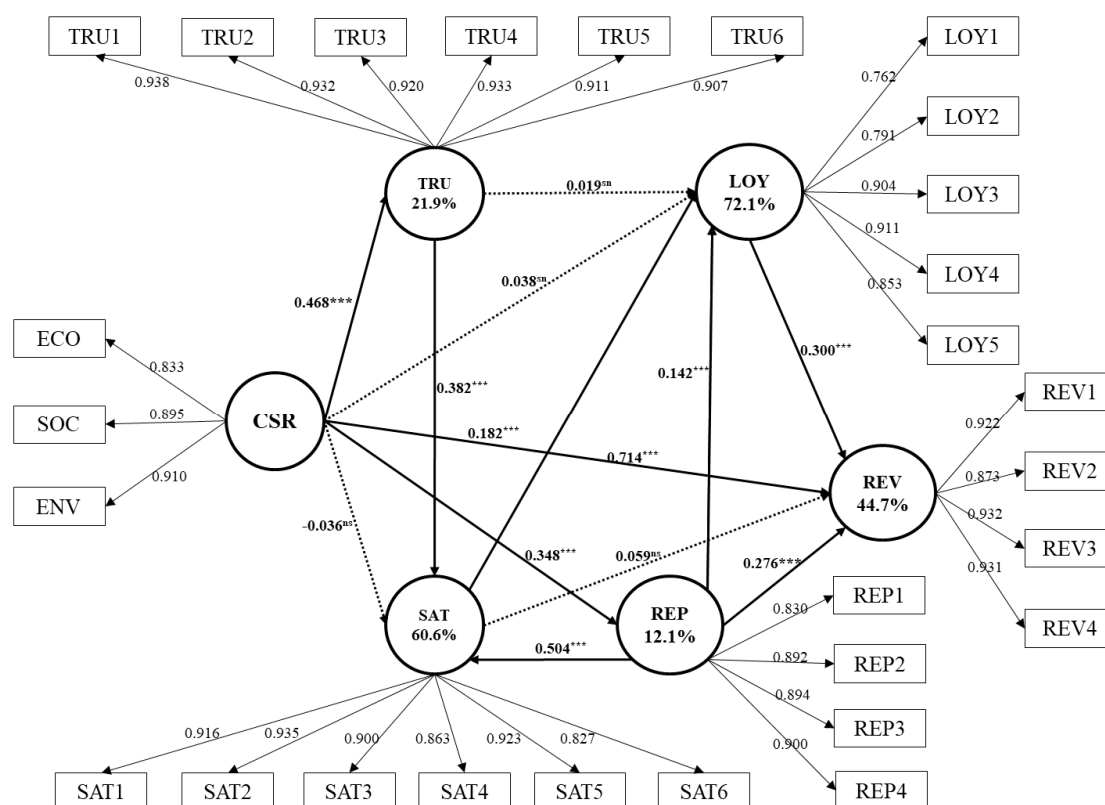 TRU1
TRU2
TRU3
TRU4
TRU5
TRU6
LOY1
0.938
0.932
0.920
0.933
0.911
0.907
0.762
LOY2
0.791
TRU
21.9%
0.019ˢⁿ
LOY
72.1%
0.904
LOY3
0.911
LOY4
0.853
LOY5
0.468***
0.038ˢⁿ
ECO
0.833
SOC
0.895
CSR
ENV
0.910
0.382***
0.142***
0.300***
0.182***
0.714***
REV1
0.922
REV2
0.873
REV
44.7%
0.932
REV3
0.931
REV4
-0.036ⁿˢ
0.348***
0.059ⁿˢ
0.276***
SAT
60.6%
REP
12.1%
0.504***
REP1
0.830
REP2
0.892
REP3
0.894
REP4
0.900
0.916
0.935
0.900
0.863
0.923
0.827
SAT1
SAT2
SAT3
SAT4
SAT5
SAT6